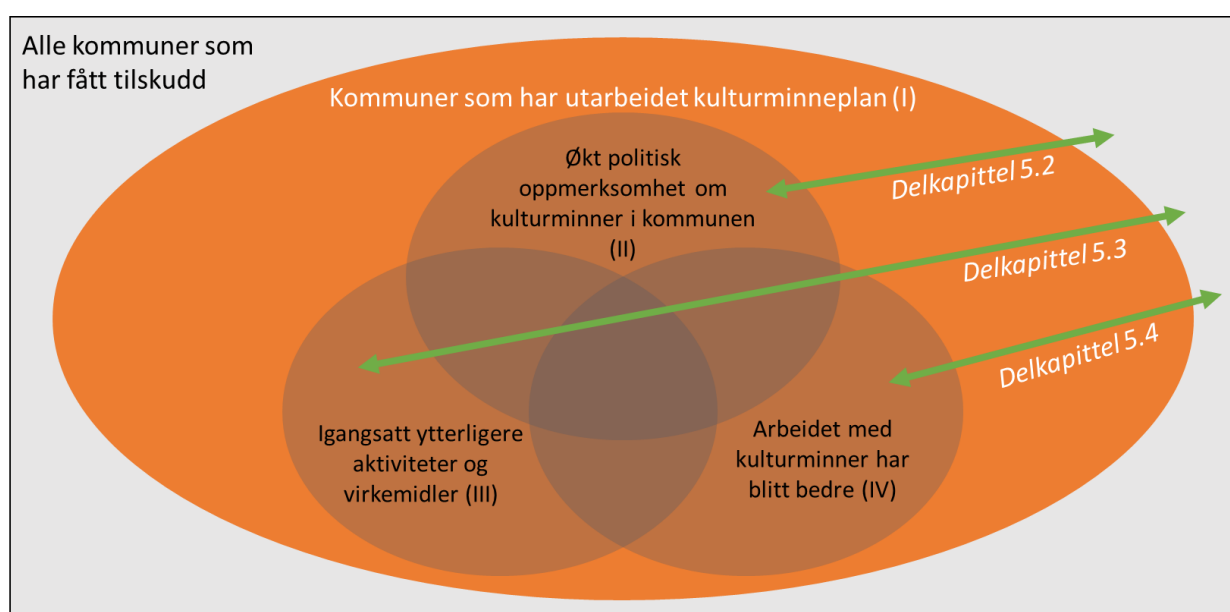 Alle kommuner som
har fått tilskudd
Kommuner som har utarbeidet kulturminneplan (I)
Økt politisk
oppmerksomhet om
kulturminner i kommunen
(II)
Delkapittel 5.2
Delkapittel 5.3
Delkapittel 5.4
Igangsatt ytterligere
aktiviteter og
virkemidler (III)
Arbeidet med
kulturminner har
blitt bedre (IV)